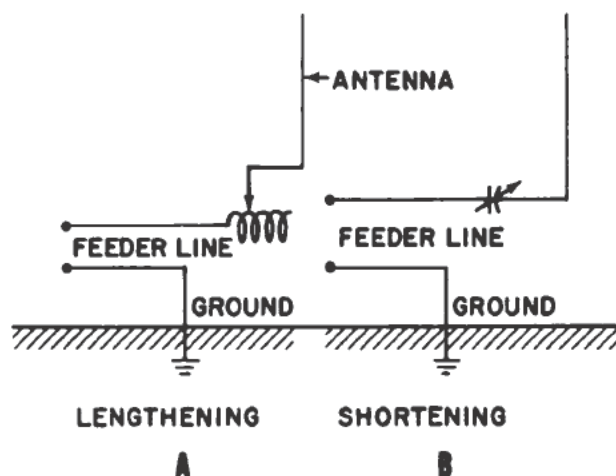 ANTENNA
FEEDER LINE
FEEDER LINE
GROUND
GROUND
LENGTHENING
SHORTENING
A
B